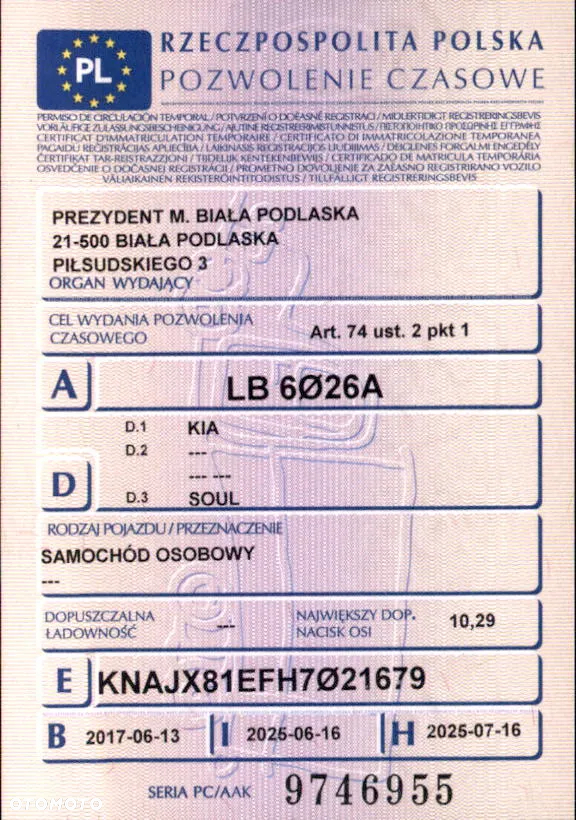 PL
RZECZPOSPOLITA POLSKA
POZWOLENIE CZASOWE
PERMISO DE CIRCULACIÓN TEMPORAL / POTVRZENÍ O DOČASNÉ REGISTRACI / MIDLERTIDIGT REGISTRERINGSBEVIS
VORLÄUFIGE ZULASSUNGSBESCHEINIGUNG / AJUTINE REGISTREERIMISTUNNISTUS /
CERTIFICAT D'IMMATRICULATION TEMPORAIRE / CERTIFICATO DI IMMATRICOLAZIONE TEMPORANEA
PAGAIDU REĢISTRĀCIJAS APLIECĪBA / LAIKINASIS REGISTRACIJOS LIUDIJIMAS / IDEIGLENES FORGALMI ENGEDÉLY
ĊERTIFIKAT TAR-REĠISTRAZZJONI / TIJDELIJK KENTEKENBEWIJS / CERTIFICADO DE MATRICULA TEMPORÁRIA
OSVEDČENIE O DOČASNEJ REGISTRÁCII / PROMETNO DOVOLJENJE ZA ZAČASNO REGISTRIRANO VOZILO
VÄLIAIKAINEN REKISTERÖINTITODISTUS / TILLFÄLLIGT REGISTRERINGSBEVIS
PREZYDENT M. BIAŁA PODLASKA
21-500 BIAŁA PODLASKA
PIŁSUDSKIEGO 3
ORGAN WYDAJĄCY
CEL WYDANIA POZWOLENIA
CZASOWEGO
Art. 74 ust. 2 pkt 1
A LB 6Ø26A
D.1 KIA
D.2 ---
--- ---
D
D.3 SOUL
RODZAJ POJAZDU / PRZEZNACZENIE
SAMOCHÓD OSOBOWY
---
DOPUSZCZALNA
ŁADOWNOŚĆ ---
NAJWIĘKSZY DOP.
NACISK OSI 10,29
E KNAJX81EFH7Ø21679
B 2017-06-13 I 2025-06-16 H 2025-07-16
SERIA PC/AAK 9746955
OTOMOTO